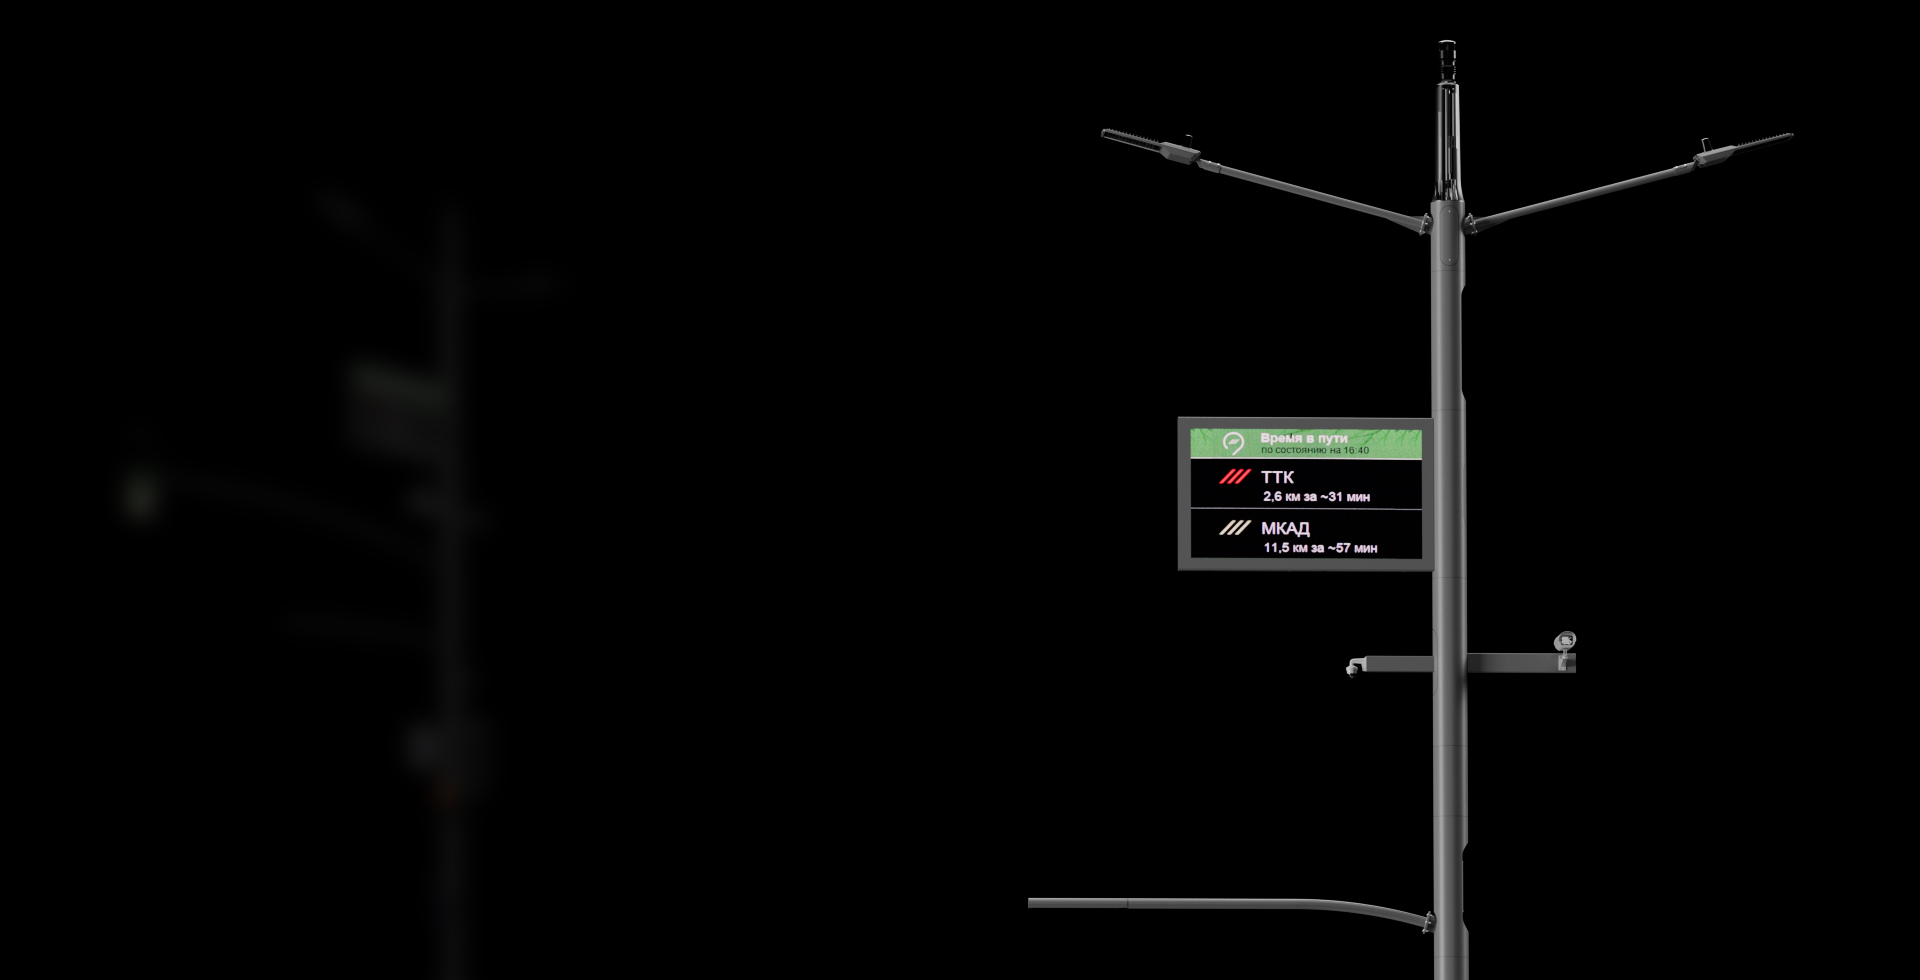 Время в пути
по состоянию на 16:40
ТТК
2,6 км за ~31 мин
МКАД
11,5 км за ~57 мин